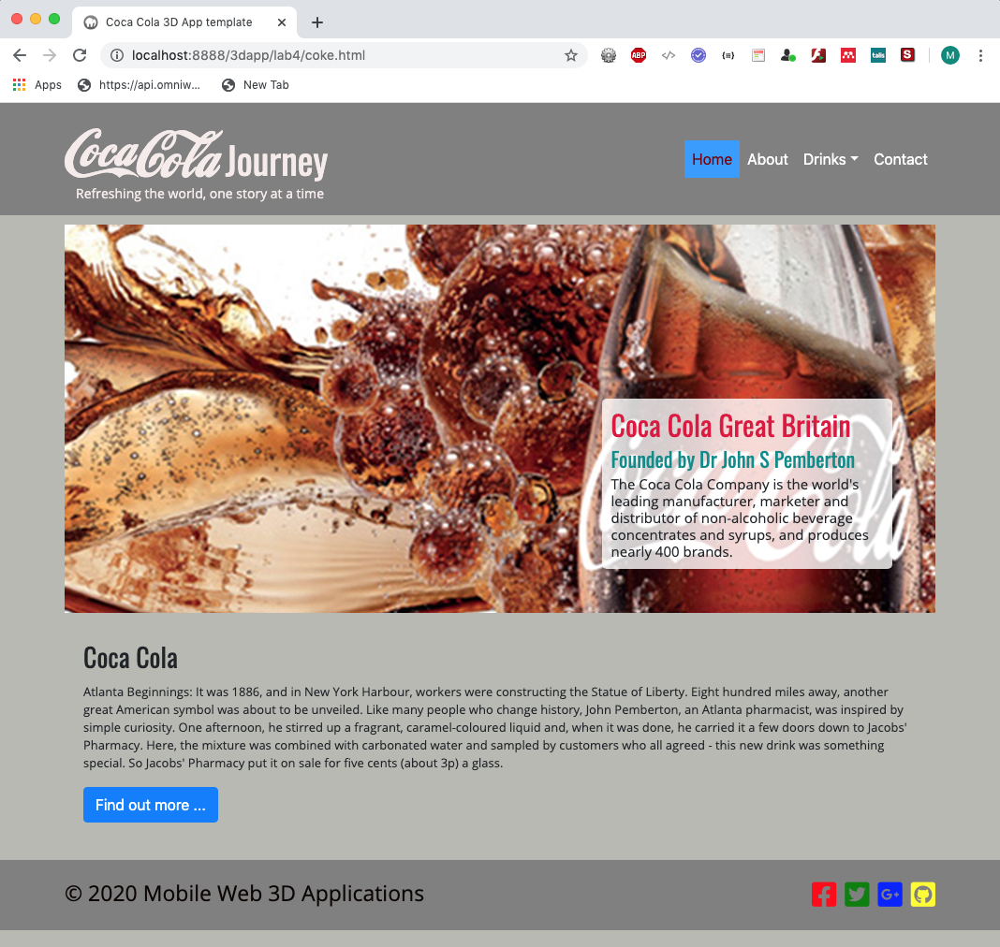 Coca Cola 3D App template
localhost:8888/3dapp/lab4/coke.html
ABP
</>
{≡}
talis
S
M
Apps
https://api.omniw...
New Tab
Coca Cola Journey
Refreshing the world, one story at a time
Home
About
Drinks
Contact
Coca Cola
Coca Cola Great Britain
Founded by Dr John S Pemberton
The Coca Cola Company is the world's
leading manufacturer, marketer and
distributor of non-alcoholic beverage
concentrates and syrups, and produces
nearly 400 brands.
Coca Cola
Atlanta Beginnings: It was 1886, and in New York Harbour, workers were constructing the Statue of Liberty. Eight hundred miles away, another
great American symbol was about to be unveiled. Like many people who change history, John Pemberton, an Atlanta pharmacist, was inspired by
simple curiosity. One afternoon, he stirred up a fragrant, caramel-coloured liquid and, when it was done, he carried it a few doors down to Jacobs'
Pharmacy. Here, the mixture was combined with carbonated water and sampled by customers who all agreed - this new drink was something
special. So Jacobs' Pharmacy put it on sale for five cents (about 3p) a glass.
Find out more ...
© 2020 Mobile Web 3D Applications
G+